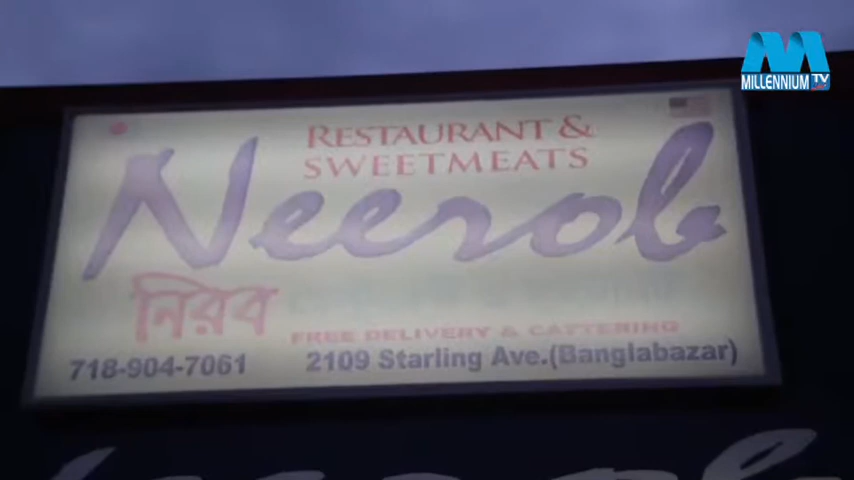 MILLENNIUM TV
RESTAURANT &
SWEETMEATS
Neerob
নিরব
FREE DELIVERY & CATTERING
718-904-7061
2109 Starling Ave.(Banglabazar)